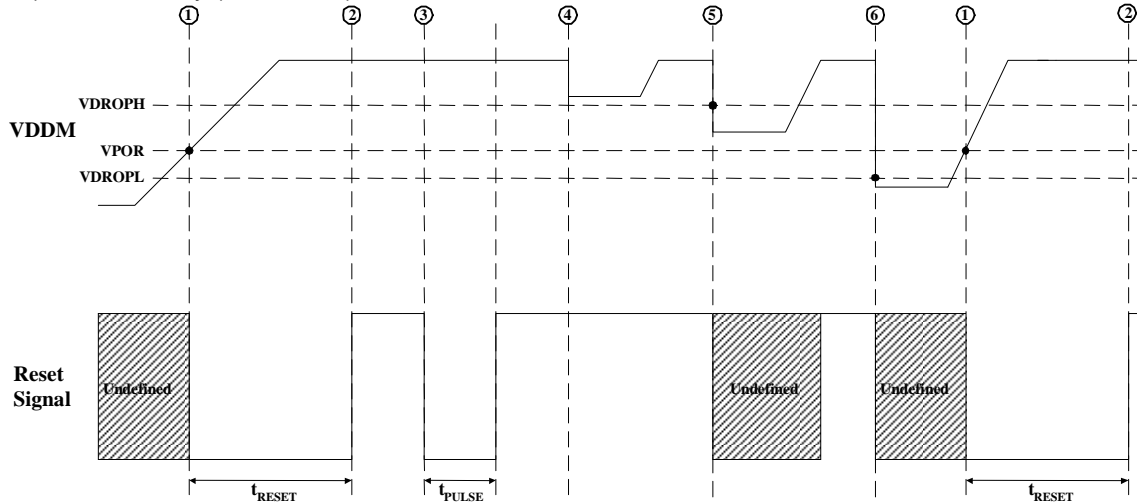 1 2 3 4 5 6 1 2
VDROPH
VDDM
VPOR
VDROPL
Reset
Signal
Undefined Undefined Undefined
tRESET tPULSE tRESET